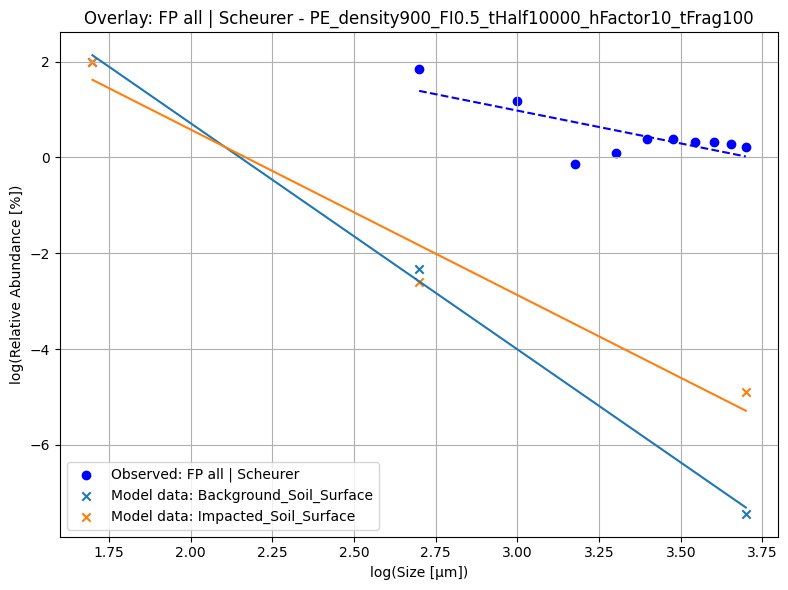 Overlay: FP all | Scheurer - PE_density900_FI0.5_tHalf10000_hFactor10_tFrag100
log(Relative Abundance [%])
2
0
−2
−4
−6
Observed: FP all | Scheurer
Model data: Background_Soil_Surface
Model data: Impacted_Soil_Surface
1.75 2.00 2.25 2.50 2.75 3.00 3.25 3.50 3.75
log(Size [μm])